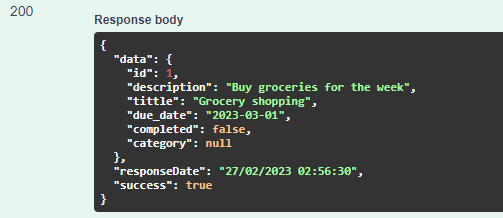 200
Response body
{
  "data": {
    "id": 1,
    "description": "Buy groceries for the week",
    "tittle": "Grocery shopping",
    "due_date": "2023-03-01",
    "completed": false,
    "category": null
  },
  "responseDate": "27/02/2023 02:56:30",
  "success": true
}